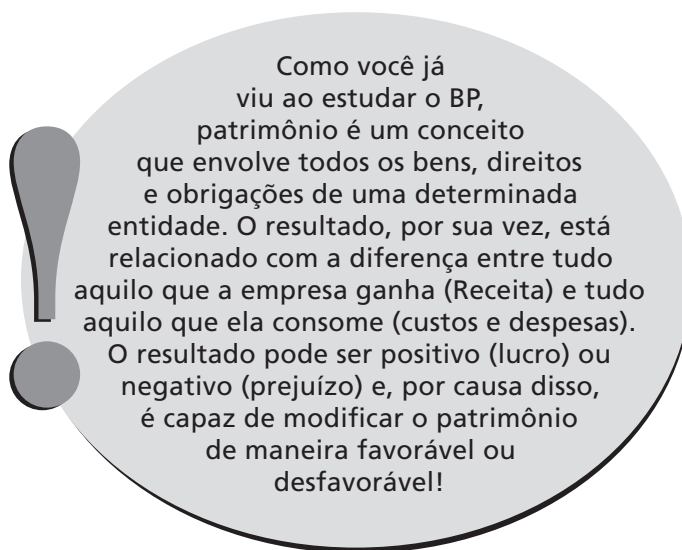 Como você já
viu ao estudar o BP,
patrimônio é um conceito
que envolve todos os bens, direitos
e obrigações de uma determinada
entidade. O resultado, por sua vez, está
relacionado com a diferença entre tudo
aquilo que a empresa ganha (Receita) e tudo
aquilo que ela consome (custos e despesas).
O resultado pode ser positivo (lucro) ou
negativo (prejuízo) e, por causa disso,
é capaz de modificar o patrimônio
de maneira favorável ou
desfavorável!